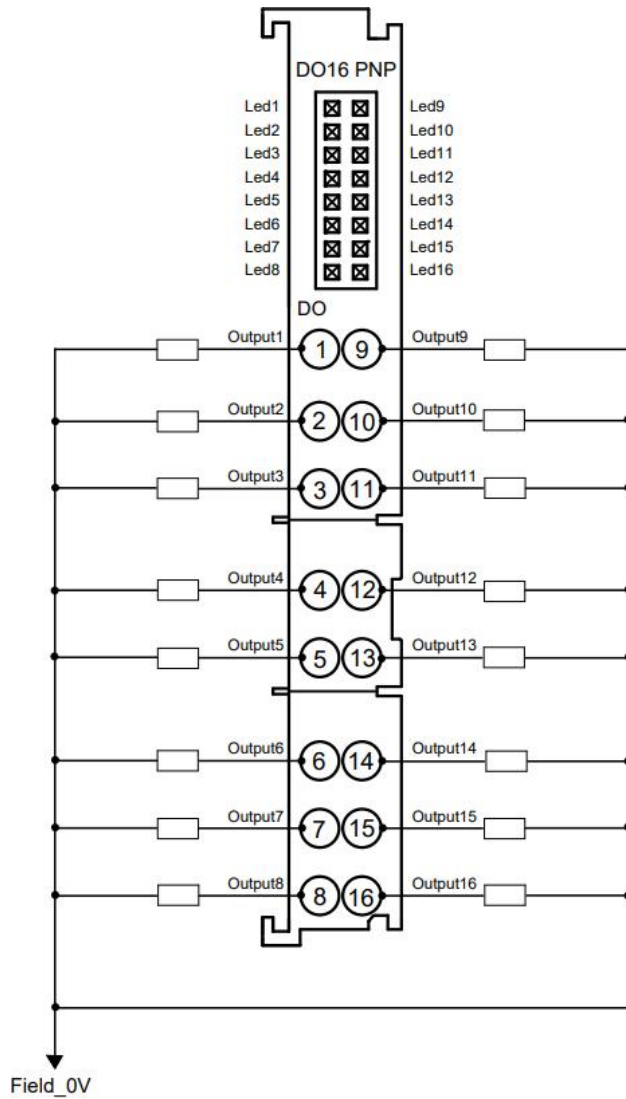 DO16 PNP
Led1 Led9
Led2 Led10
Led3 Led11
Led4 Led12
Led5 Led13
Led6 Led14
Led7 Led15
Led8 Led16
DO
Output1 1 9 Output9
Output2 2 10 Output10
Output3 3 11 Output11
Output4 4 12 Output12
Output5 5 13 Output13
Output6 6 14 Output14
Output7 7 15 Output15
Output8 8 16 Output16
Field_0V